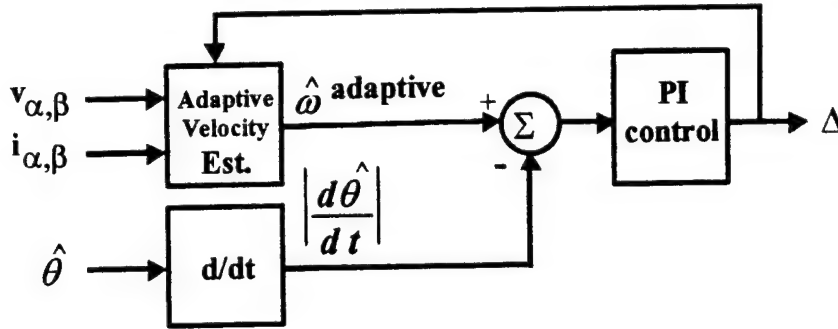 v α,β
i α,β
Adaptive
Velocity
Est.
ω̂ adaptive
+
Σ
-
PI
control
Δ
|dθ̂/dt|
θ̂
d/dt